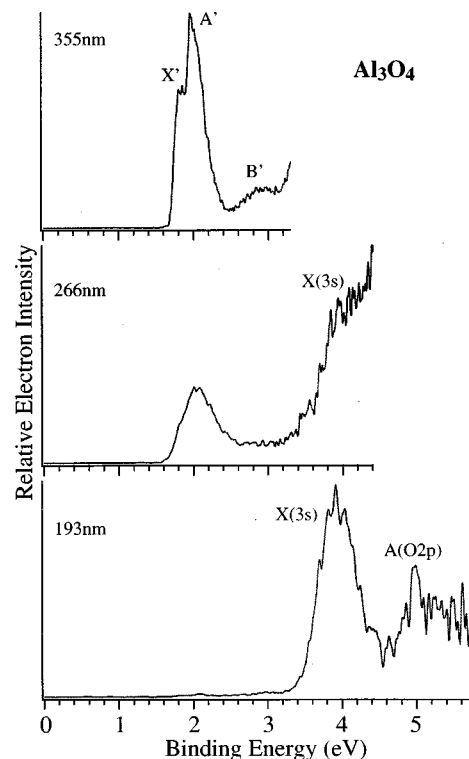 355nm
A'
X'
Al₃O₄
B'
Relative Electron Intensity
266nm
X(3s)
193nm
X(3s)
A(O2p)
0 1 2 3 4 5
Binding Energy (eV)